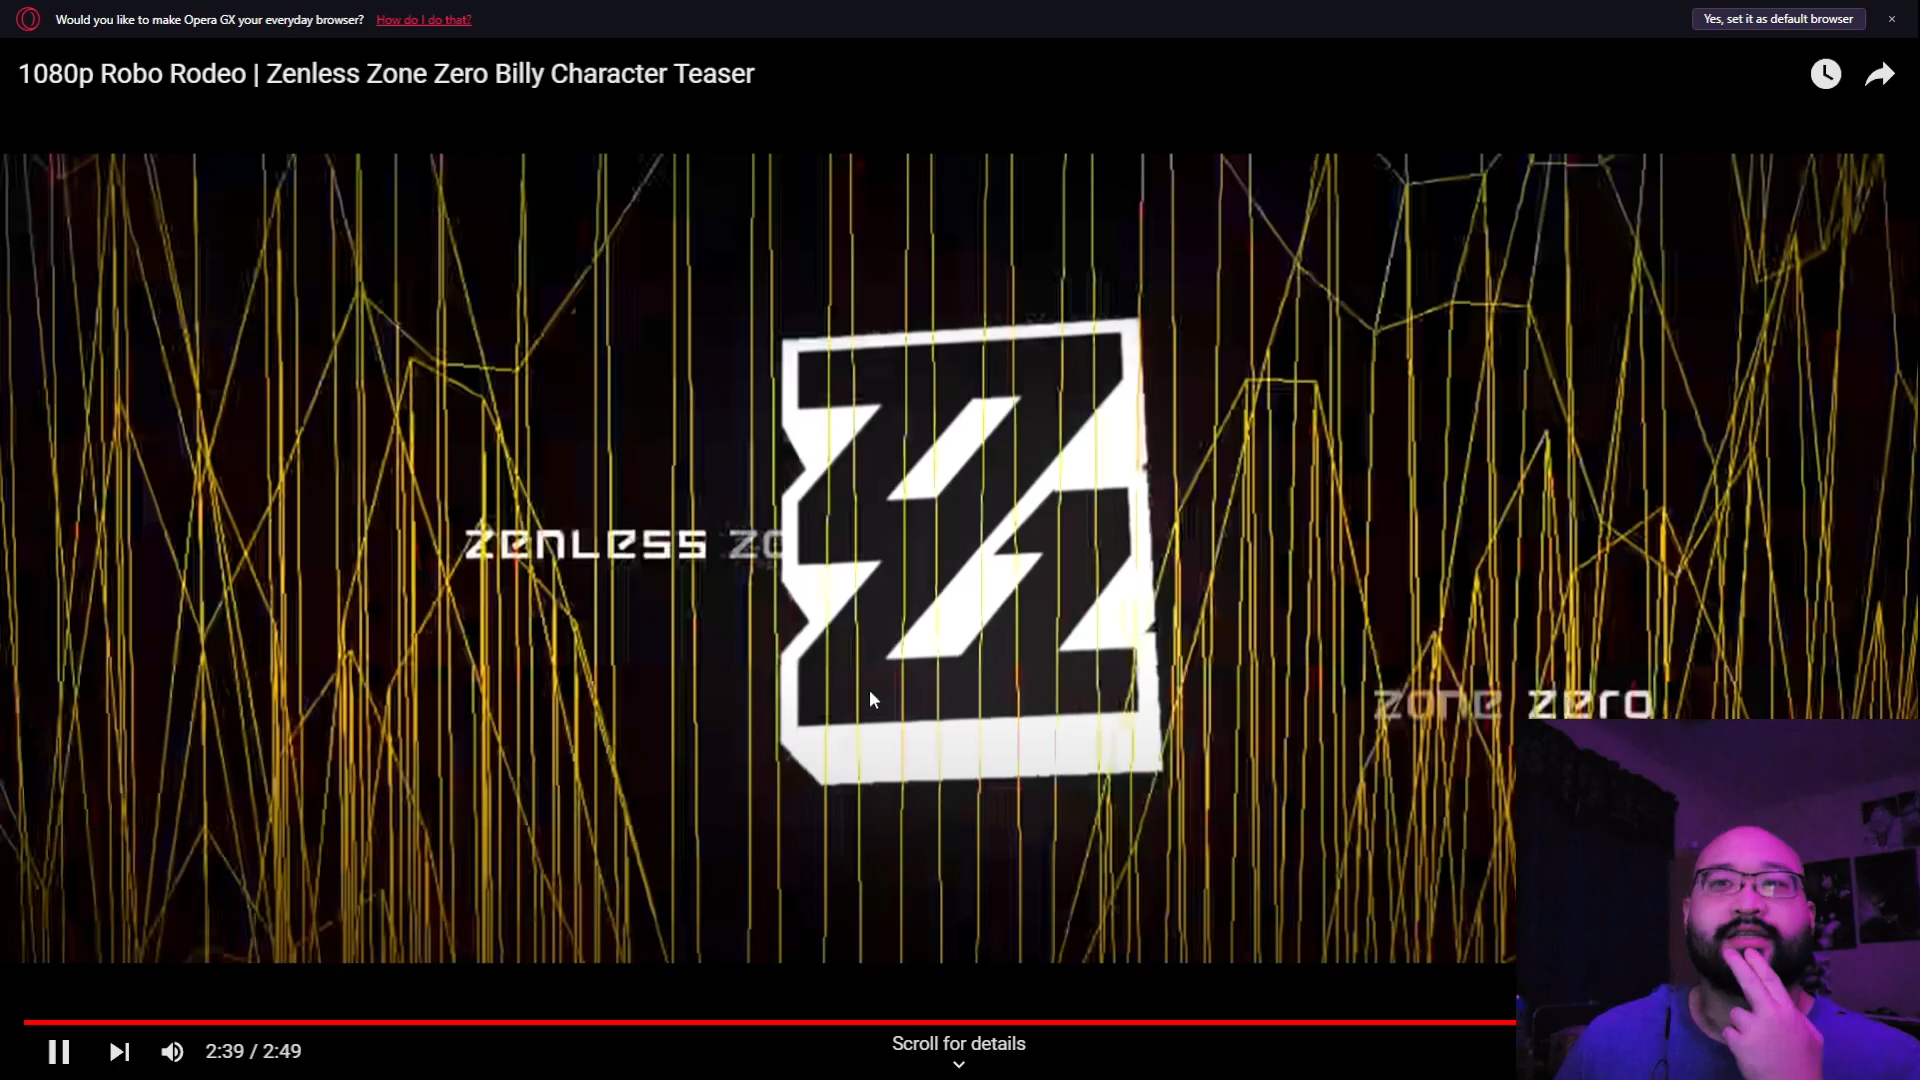 Would you like to make Opera GX your everyday browser? How do I do that? Yes, set it as default browser
1080p Robo Rodeo | Zenless Zone Zero Billy Character Teaser
zenless zo
zone zero
Scroll for details
2:39 / 2:49